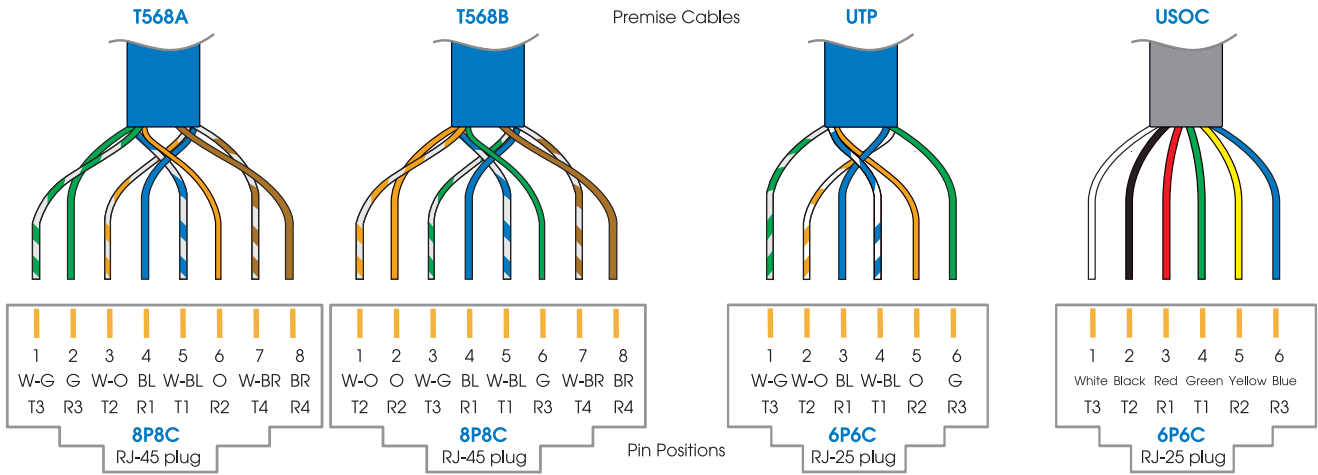 T568A T568B Premise Cables UTP USOC
1 2 3 4 5 6 7 8
W-G G W-O BL W-BL O W-BR BR
T3 R3 T2 R1 T1 R2 T4 R4
8P8C
RJ-45 plug
1 2 3 4 5 6 7 8
W-O O W-G BL W-BL G W-BR BR
T2 R2 T3 R1 T1 R3 T4 R4
8P8C
RJ-45 plug
Pin Positions
1 2 3 4 5 6
W-G W-O BL W-BL O G
T3 T2 R1 T1 R2 R3
6P6C
RJ-25 plug
1 2 3 4 5 6
White Black Red Green Yellow Blue
T3 T2 R1 T1 R2 R3
6P6C
RJ-25 plug